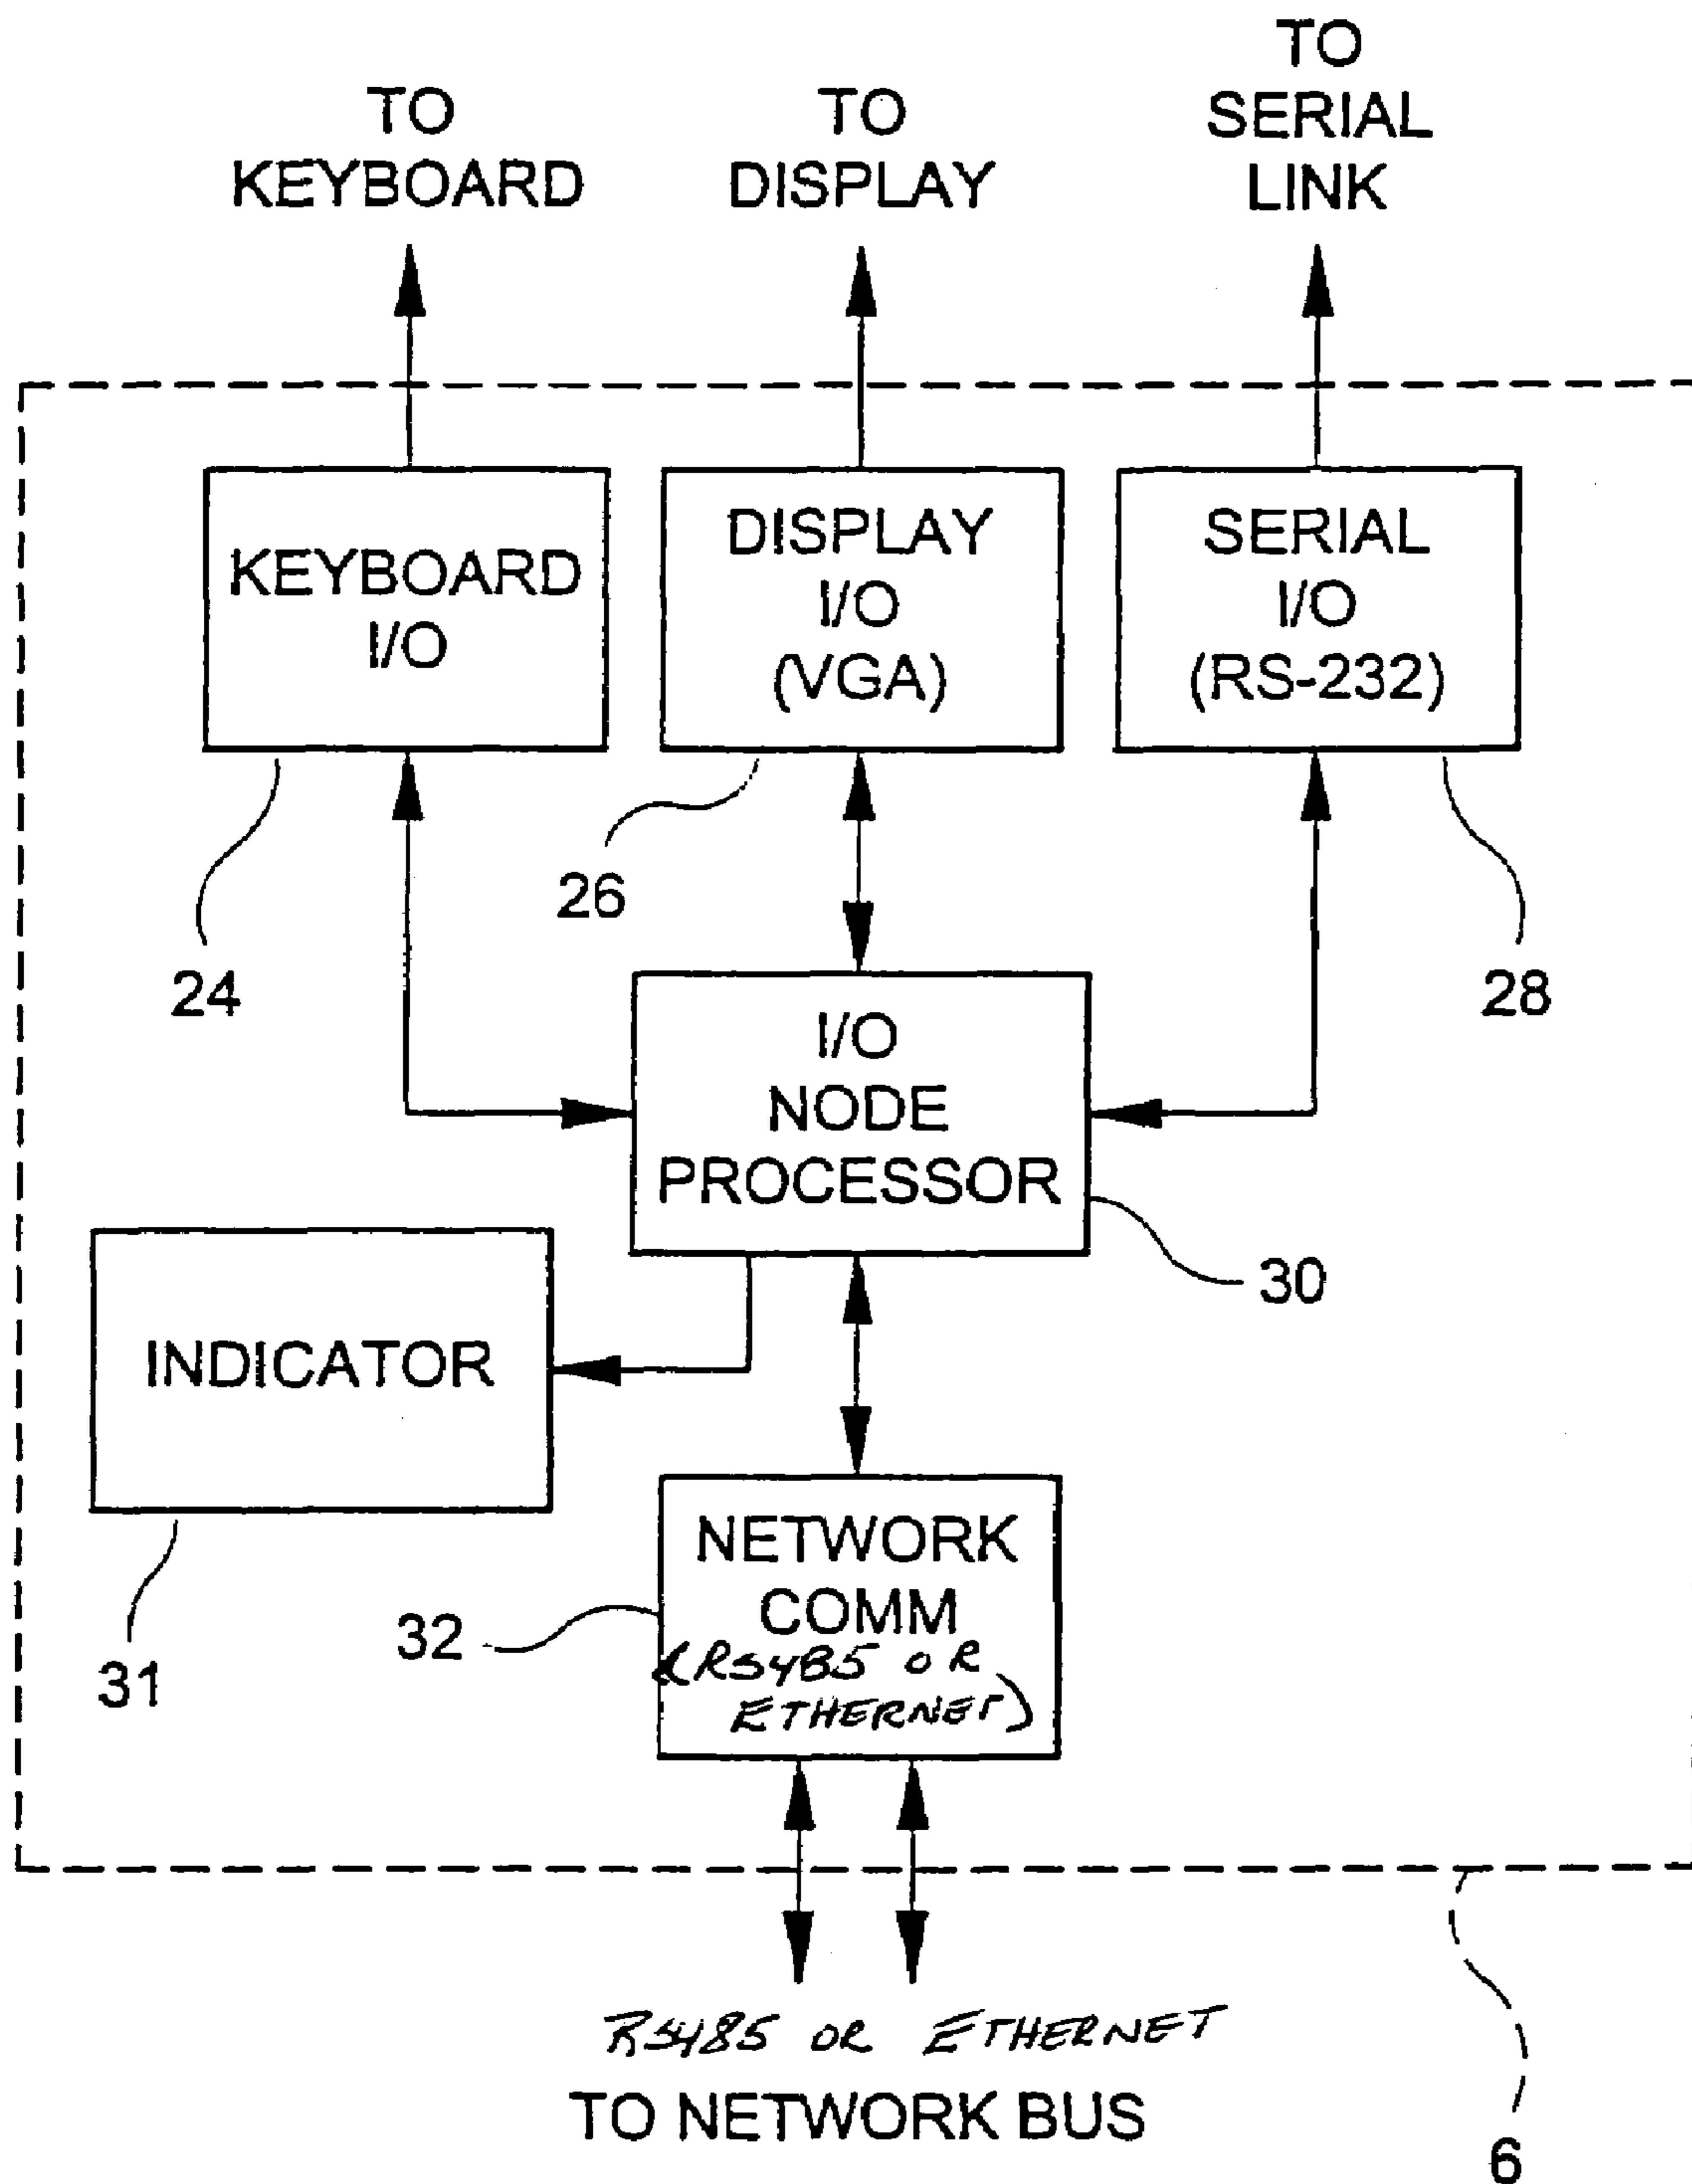 TO
KEYBOARD
TO
DISPLAY
TO
SERIAL
LINK
KEYBOARD
I/O
DISPLAY
I/O
(VGA)
SERIAL
I/O
(RS-232)
24
26
28
I/O
NODE
PROCESSOR
30
INDICATOR
31
NETWORK
COMM
(RS485 OR
ETHERNET)
32
RS485 OR ETHERNET
TO NETWORK BUS
6